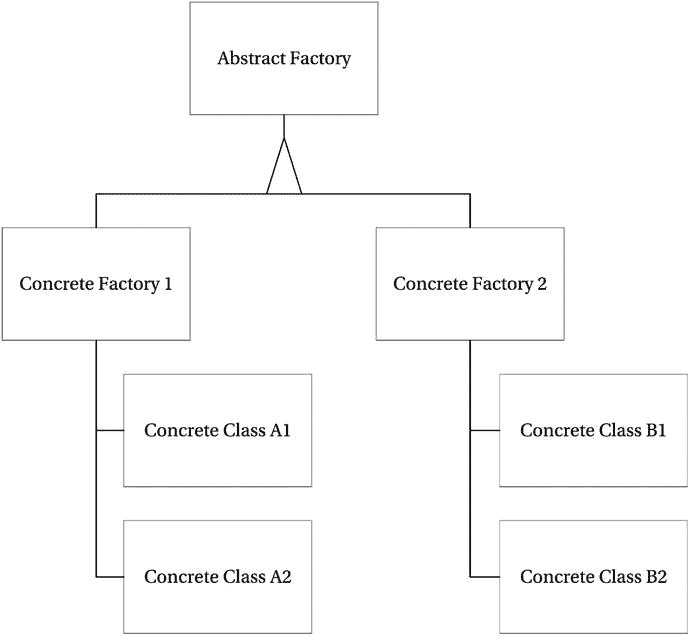 Abstract Factory
Concrete Factory 1
Concrete Factory 2
Concrete Class A1
Concrete Class B1
Concrete Class A2
Concrete Class B2